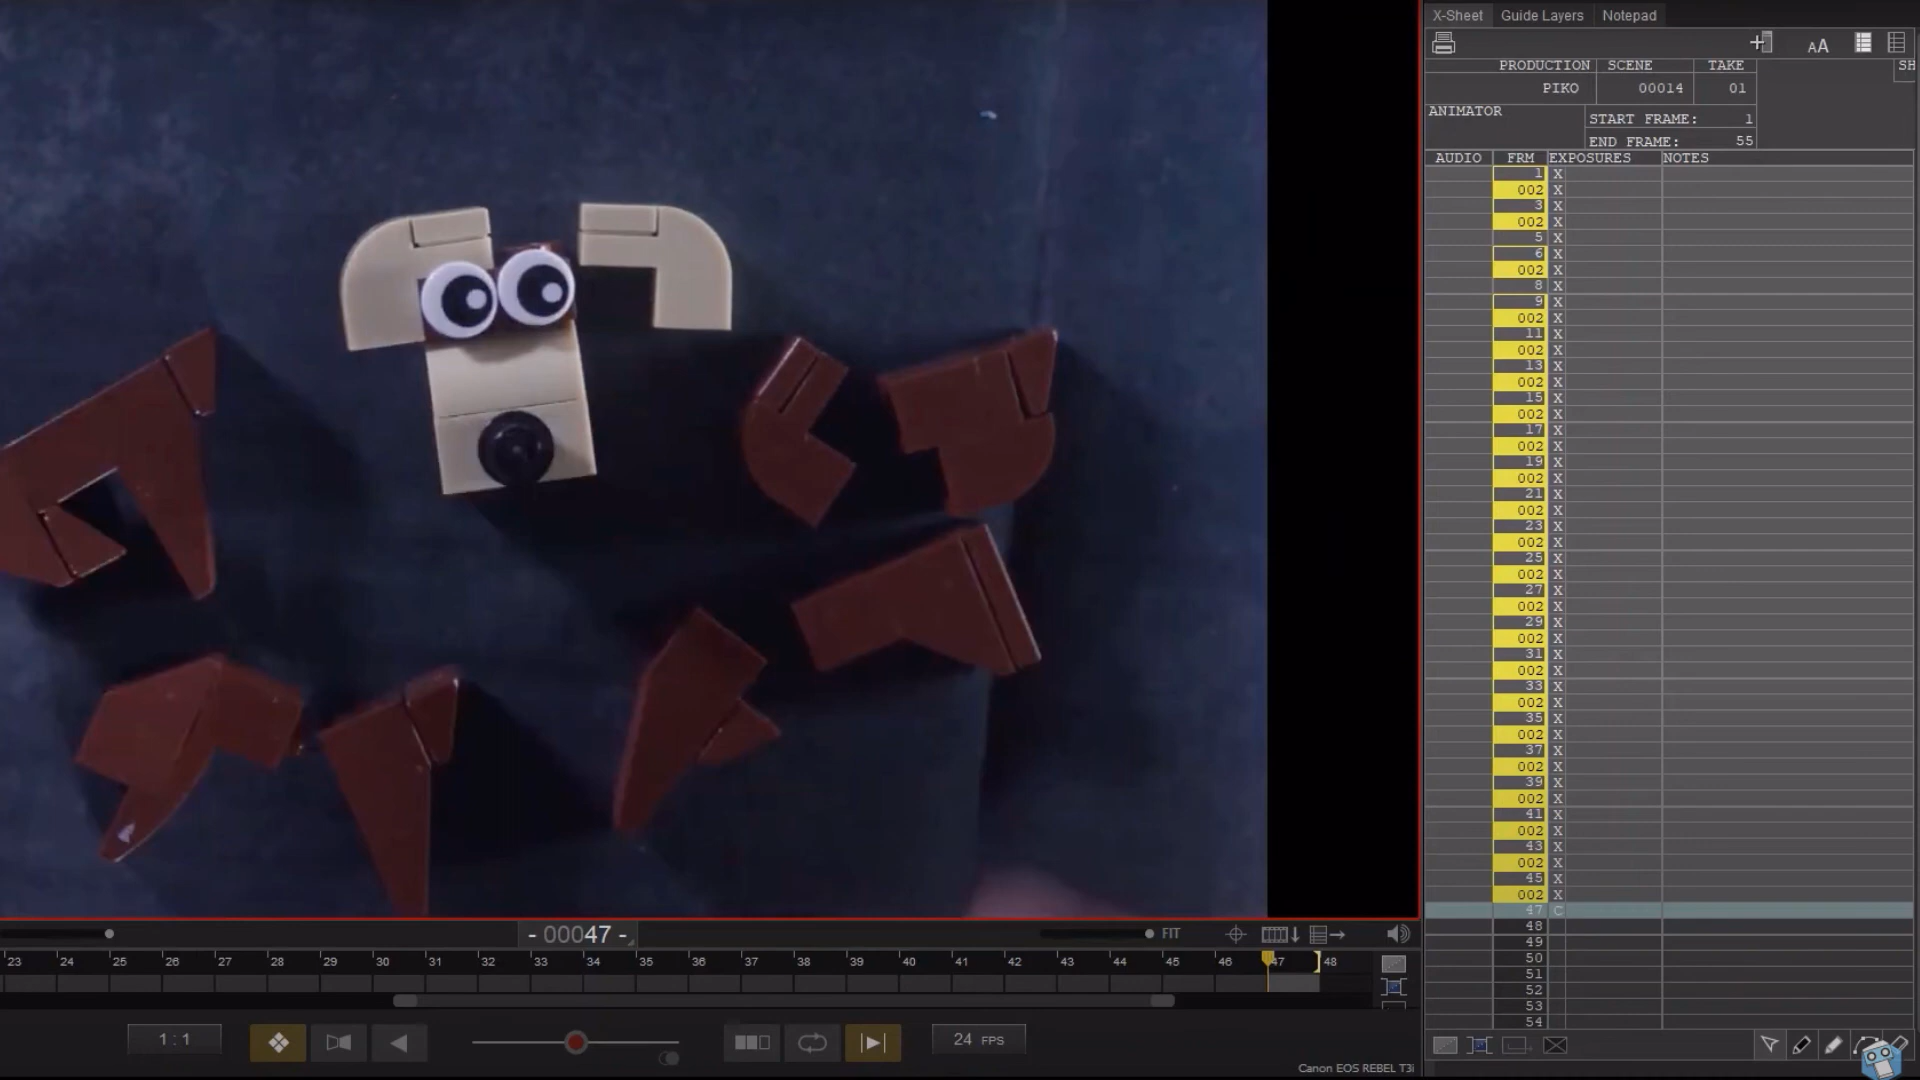 X-Sheet Guide Layers Notepad
AA
PRODUCTION SCENE TAKE SH
PIKO 00014 01
ANIMATOR
START FRAME: 1
END FRAME: 55
AUDIO FRM EXPOSURES NOTES
1 X
002 X
3 X
002 X
5 X
6 X
002 X
8 X
9 X
002 X
11 X
002 X
13 X
002 X
15 X
002 X
17 X
002 X
19 X
002 X
21 X
002 X
23 X
002 X
25 X
002 X
27 X
002 X
29 X
002 X
31 X
002 X
33 X
002 X
35 X
002 X
37 X
002 X
39 X
002 X
41 X
002 X
43 X
002 X
45 X
002 X
47 C
48
49
50
51
52
53
54
- 00047 -
FIT
23 24 25 26 27 28 29 30 31 32 33 34 35 36 37 38 39 40 41 42 43 44 45 46 47 48
1 : 1
24 FPS
Canon EOS REBEL T3i